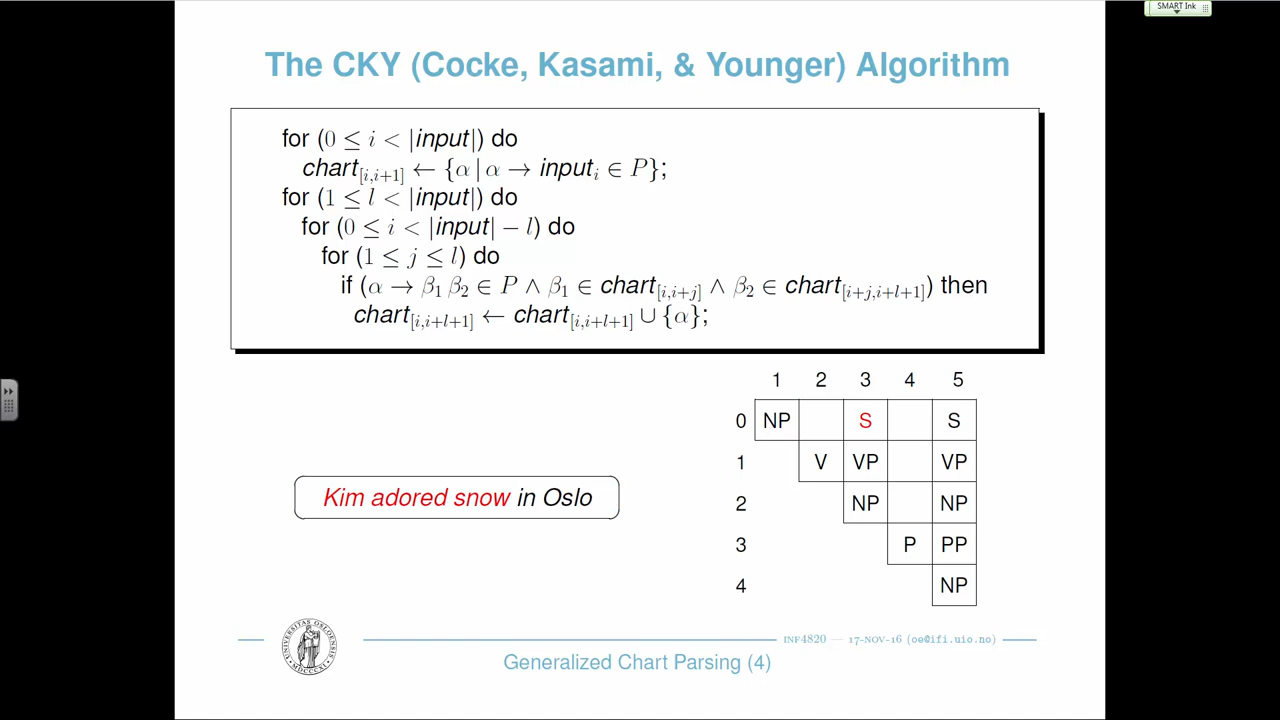 SMART Ink
The CKY (Cocke, Kasami, & Younger) Algorithm
for (0 ≤ i < |input|) do
chart[i,i+1] ← {α | α → inputᵢ ∈ P};
for (1 ≤ l < |input|) do
for (0 ≤ i < |input| − l) do
for (1 ≤ j ≤ l) do
if (α → β₁ β₂ ∈ P ∧ β₁ ∈ chart[i,i+j] ∧ β₂ ∈ chart[i+j,i+l+1]) then
chart[i,i+l+1] ← chart[i,i+l+1] ∪ {α};
1 2 3 4 5
0 NP S S
1 V VP VP
Kim adored snow in Oslo
2 NP NP
3 P PP
4 NP
UNIVERSITAS OSLOENSIS
MDCCCXI
INF4820 — 17-NOV-16 (oe@ifi.uio.no)
Generalized Chart Parsing (4)